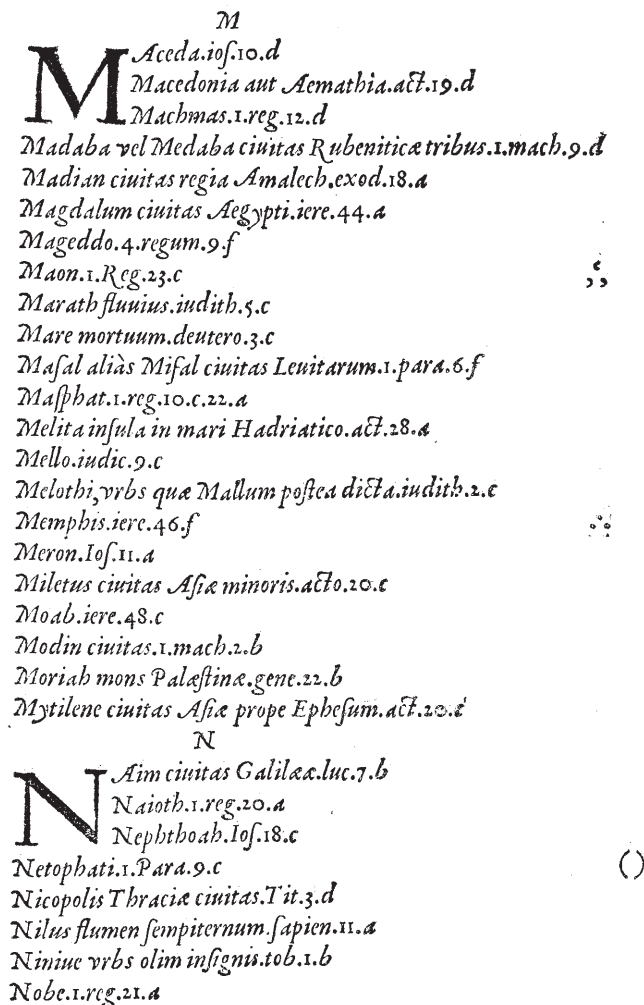 M
MAceda.ioſ.10.d
Macedonia aut Aemathia.act.19.d
Machmas.1.reg.12.d
Madaba vel Medaba ciuitas Rubeniticæ tribus.1.mach.9.d
Madian ciuitas regia Amalech.exod.18.a
Magdalum ciuitas Aegypti.iere.44.a
Mageddo.4.regum.9.f
Maon.1.Reg.23.c
Marath fluuius.iudith.5.c
Mare mortuum.deutero.3.c
Maſal aliàs Miſal ciuitas Leuitarum.1.para.6.f
Maſphat.1.reg.10.c.22.a
Melita inſula in mari Hadriatico.act.28.a
Mello.iudic.9.c
Melothi,vrbs quæ Mallum poſtea dicta.iudith.2.c
Memphis.iere.46.f
Meron.Ioſ.11.a
Miletus ciuitas Aſiæ minoris.acto.20.c
Moab.iere.48.c
Modin ciuitas.1.mach.2.b
Moriah mons Palæſtinæ.gene.22.b
Mytilene ciuitas Aſiæ prope Epheſum.act.20.c
N
NAim ciuitas Galilææ.luc.7.b
Naioth.1.reg.20.a
Nephthoah.Ioſ.18.c
Netophati.1.Para.9.c
Nicopolis Thraciæ ciuitas.Tit.3.d
Nilus flumen ſempiternum.ſapien.11.a
Niniue vrbs olim inſignis.tob.1.b
Nobe.1.reg.21.a